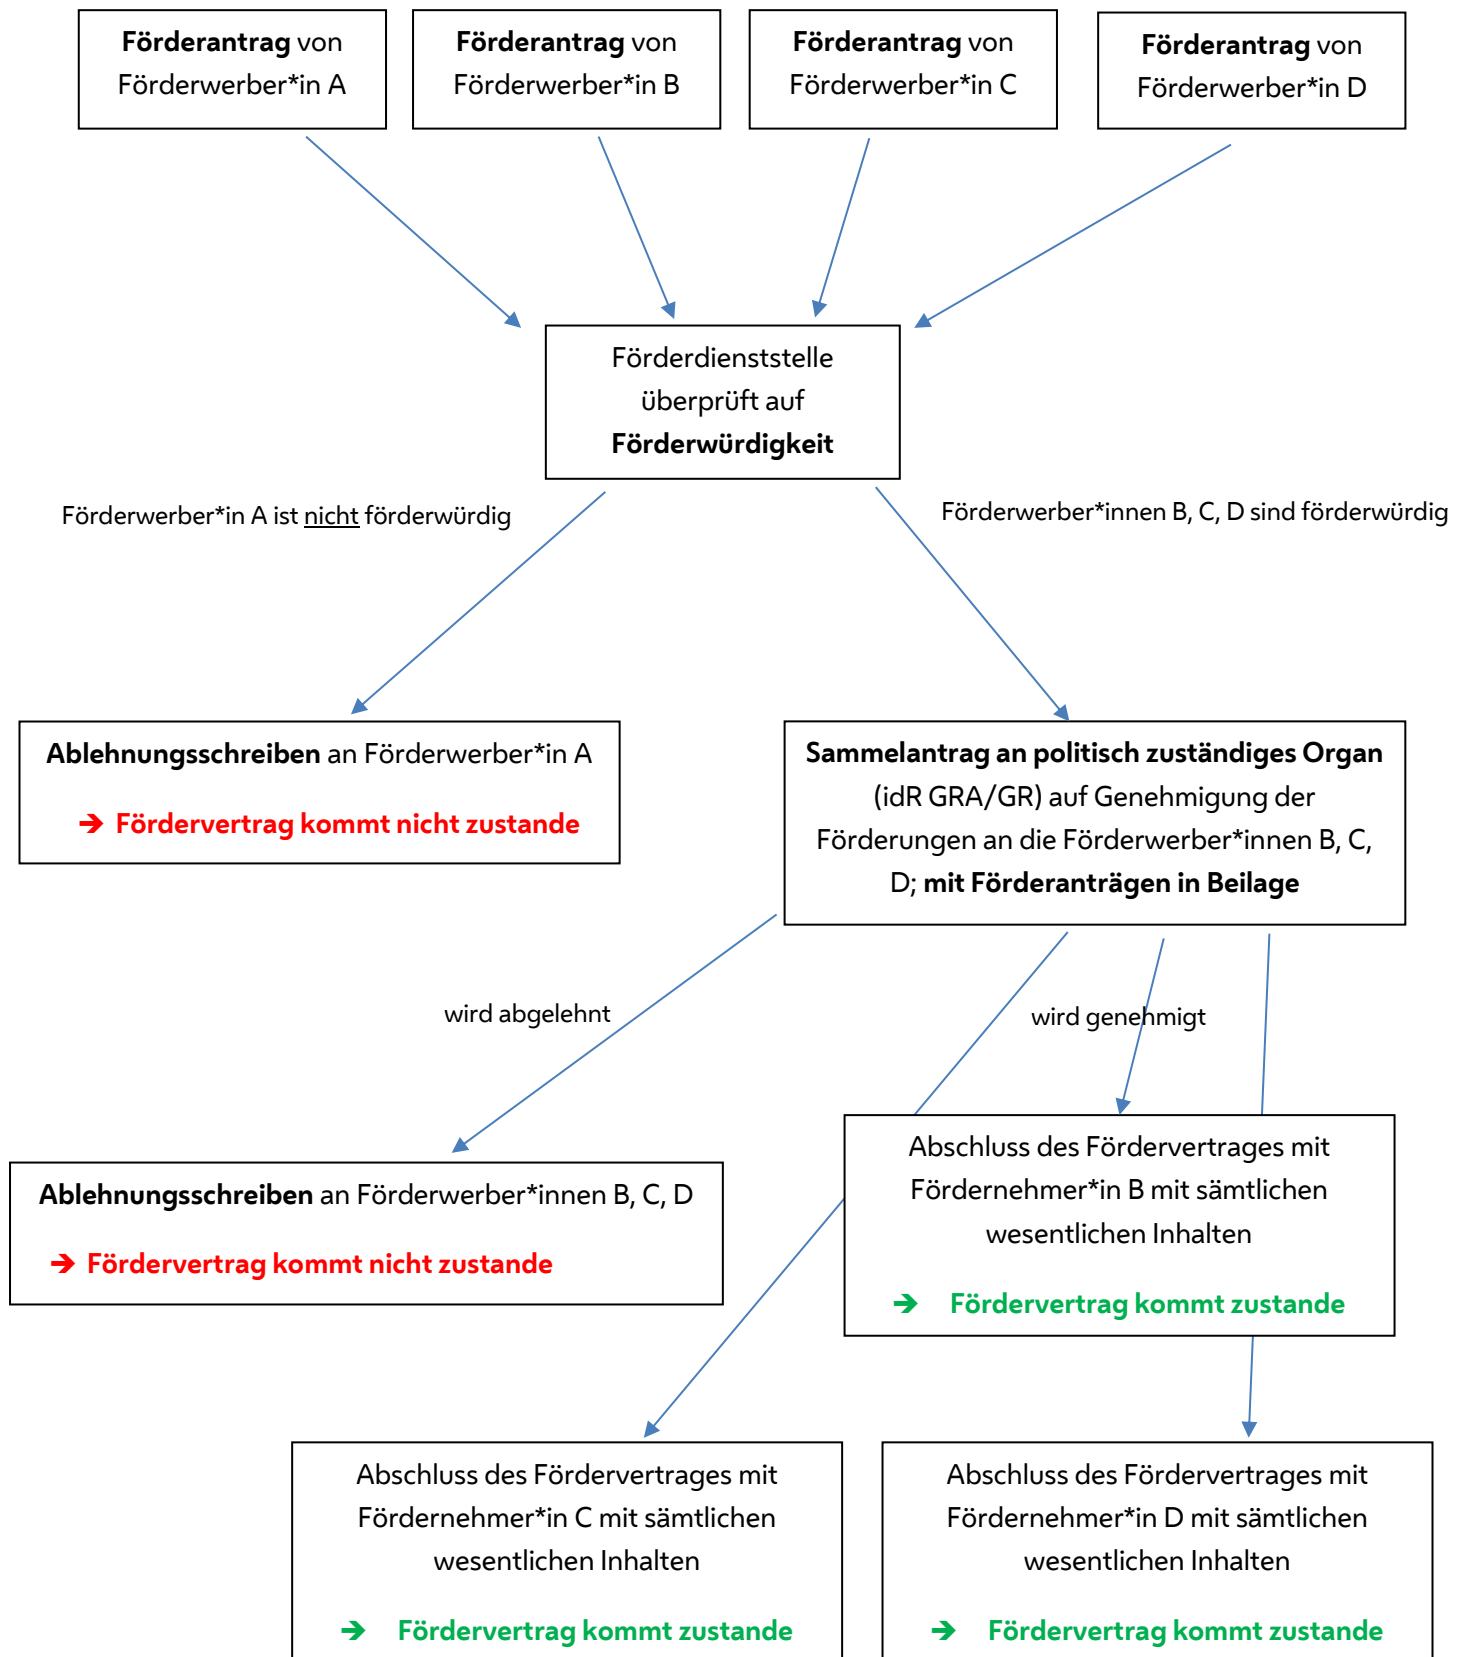 Förderantrag von
Förderwerber*in A
Förderantrag von
Förderwerber*in B
Förderantrag von
Förderwerber*in C
Förderantrag von
Förderwerber*in D
Förderdienststelle
überprüft auf
Förderwürdigkeit
Förderwerber*in A ist nicht förderwürdig
Förderwerber*innen B, C, D sind förderwürdig
Ablehnungsschreiben an Förderwerber*in A
➔ Fördervertrag kommt nicht zustande
Sammelantrag an politisch zuständiges Organ
(idR GRA/GR) auf Genehmigung der
Förderungen an die Förderwerber*innen B, C,
D; mit Förderanträgen in Beilage
wird abgelehnt
wird genehmigt
Ablehnungsschreiben an Förderwerber*innen B, C, D
➔ Fördervertrag kommt nicht zustande
Abschluss des Fördervertrages mit
Fördernehmer*in B mit sämtlichen
wesentlichen Inhalten
➔ Fördervertrag kommt zustande
Abschluss des Fördervertrages mit
Fördernehmer*in C mit sämtlichen
wesentlichen Inhalten
➔ Fördervertrag kommt zustande
Abschluss des Fördervertrages mit
Fördernehmer*in D mit sämtlichen
wesentlichen Inhalten
➔ Fördervertrag kommt zustande